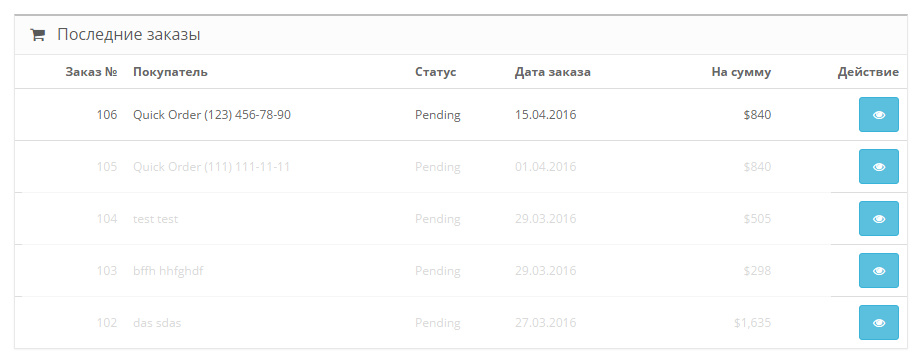 Последние заказы
Заказ № Покупатель Статус Дата заказа На сумму Действие
106 Quick Order (123) 456-78-90 Pending 15.04.2016 $840
105 Quick Order (111) 111-11-11 Pending 01.04.2016 $840
104 test test Pending 29.03.2016 $505
103 bffh hhfghdf Pending 29.03.2016 $298
102 das sdas Pending 27.03.2016 $1,635